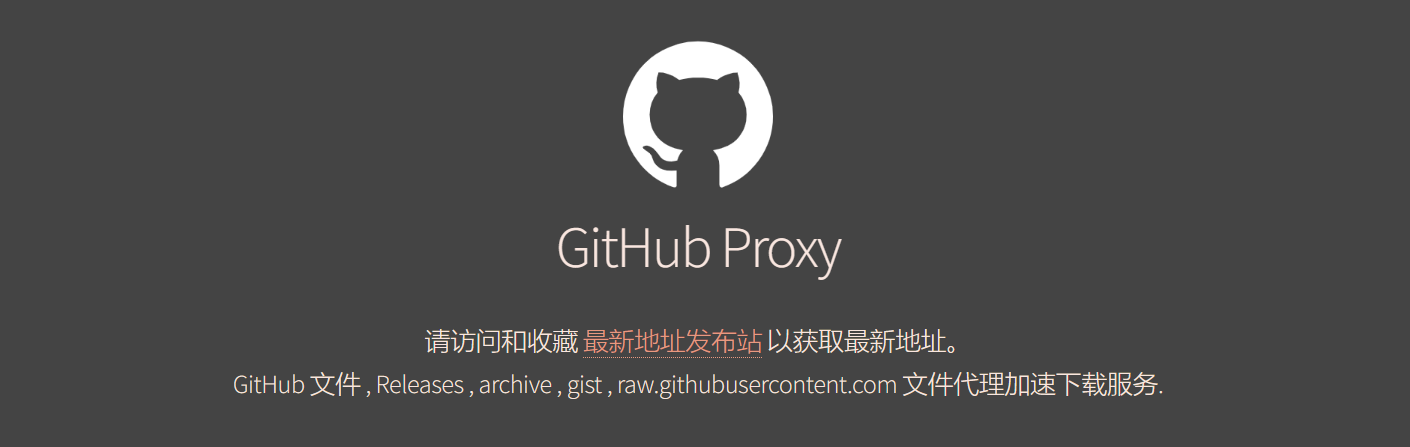 GitHub Proxy
请访问和收藏 最新地址发布站 以获取最新地址。
GitHub 文件 , Releases , archive , gist , raw.githubusercontent.com 文件代理加速下载服务.